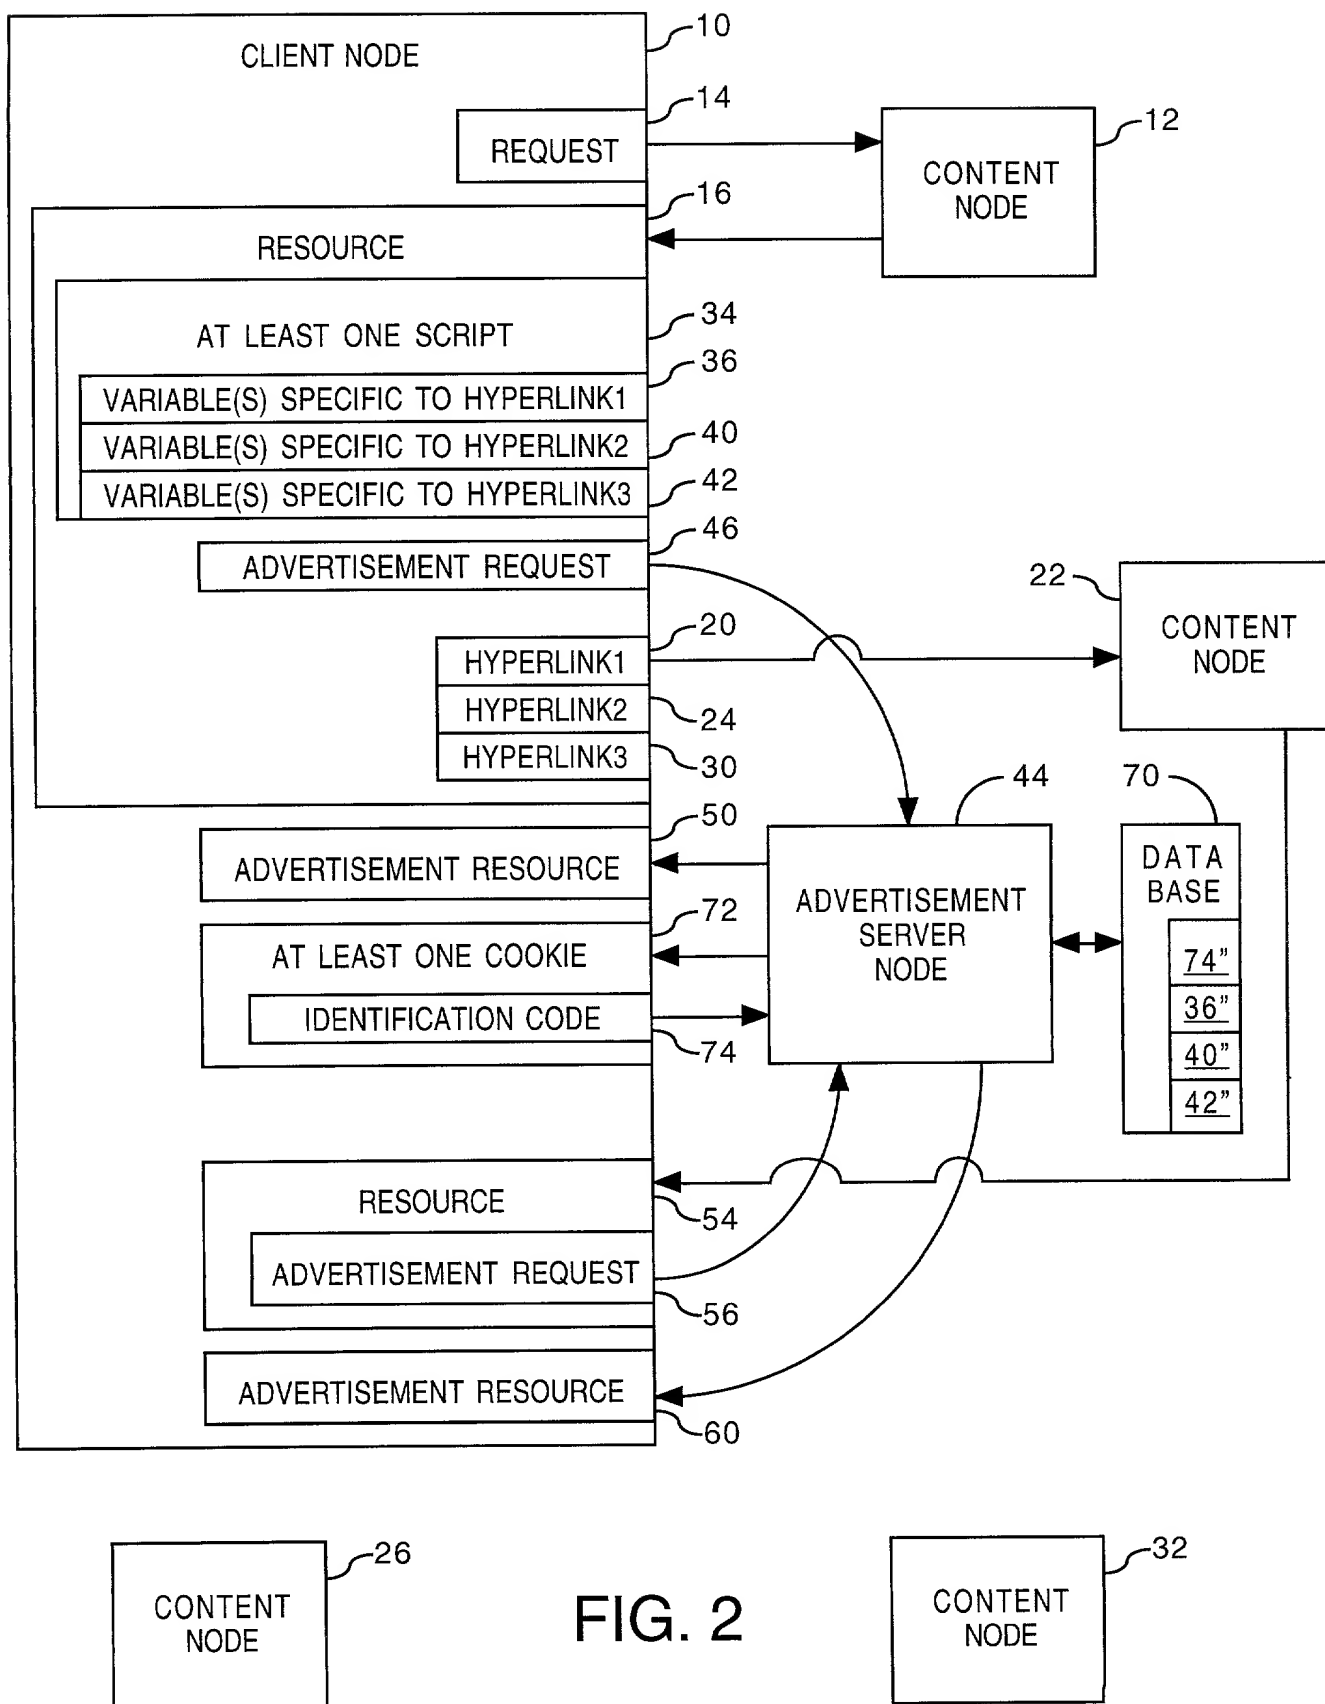 10
CLIENT NODE
14
REQUEST
12
CONTENT
NODE
16
RESOURCE
34
AT LEAST ONE SCRIPT
36
VARIABLE(S) SPECIFIC TO HYPERLINK1
VARIABLE(S) SPECIFIC TO HYPERLINK2
40
VARIABLE(S) SPECIFIC TO HYPERLINK3
42
46
ADVERTISEMENT REQUEST
22
CONTENT
NODE
20
HYPERLINK1
HYPERLINK2
24
HYPERLINK3
30
44
70
50
ADVERTISEMENT RESOURCE
72
AT LEAST ONE COOKIE
IDENTIFICATION CODE
74
ADVERTISEMENT
SERVER
NODE
DATA
BASE
74”
36”
40”
42”
RESOURCE
54
ADVERTISEMENT REQUEST
56
ADVERTISEMENT RESOURCE
60
26
CONTENT
NODE
FIG. 2
32
CONTENT
NODE